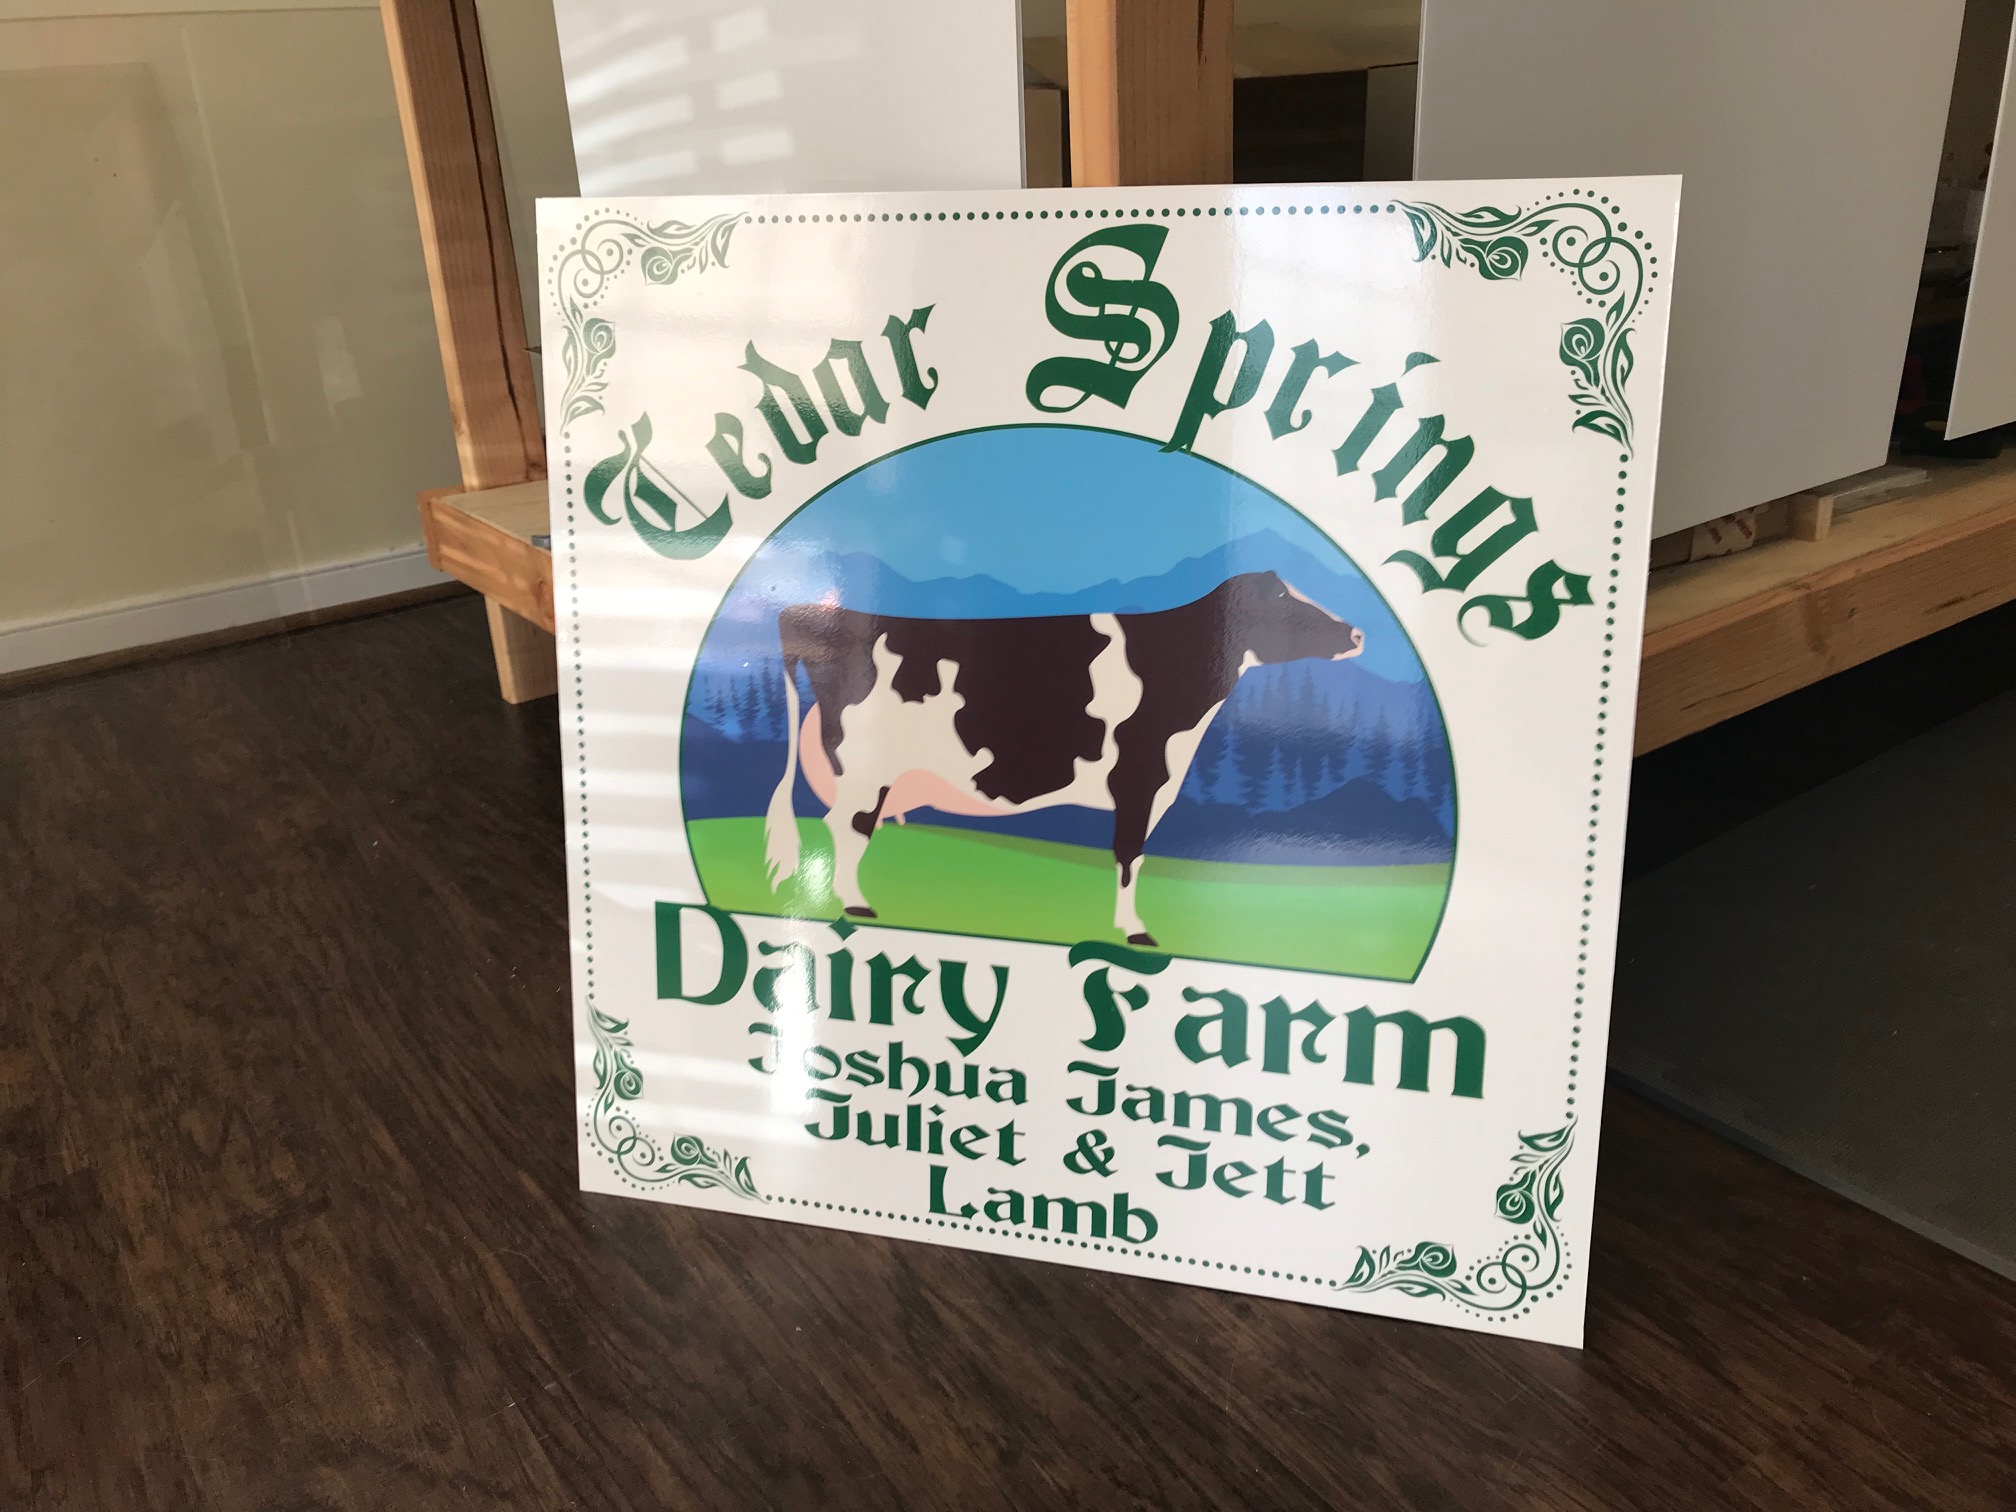 Cedar Springs
Dairy Farm
Joshua James,
Juliet & Jett
Lamb